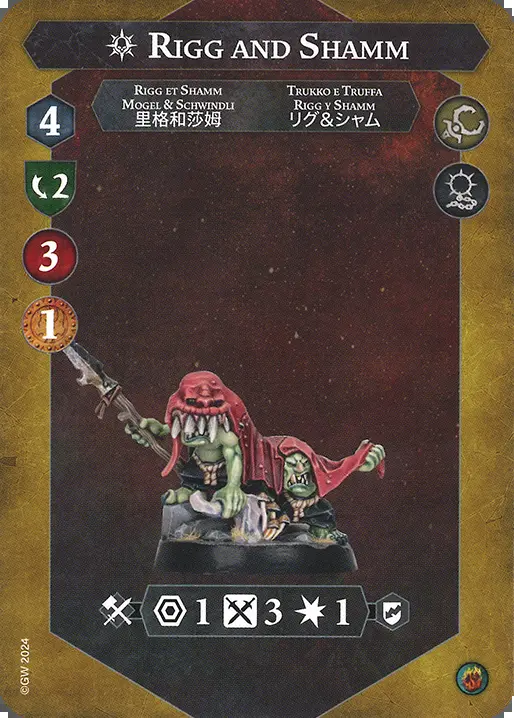 RIGG AND SHAMM
RIGG ET SHAMM
MOGEL & SCHWINDLI
里格和莎姆
TRUKKO E TRUFFA
RIGG Y SHAMM
リグ&シャム
4
2
3
1
1 3 1
©GW 2024